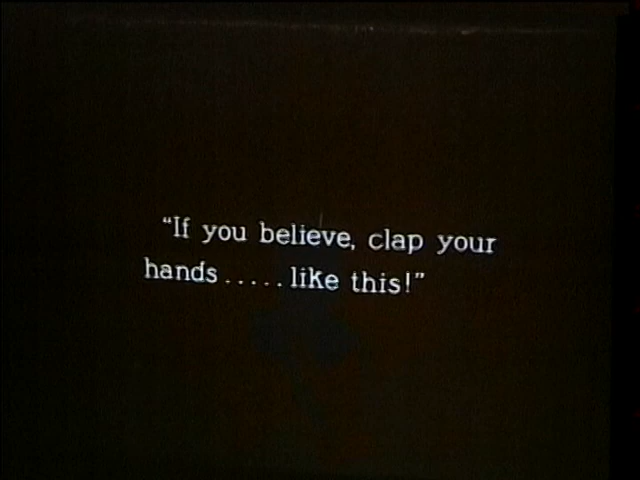 “If you believe, clap your
hands.....like this!”